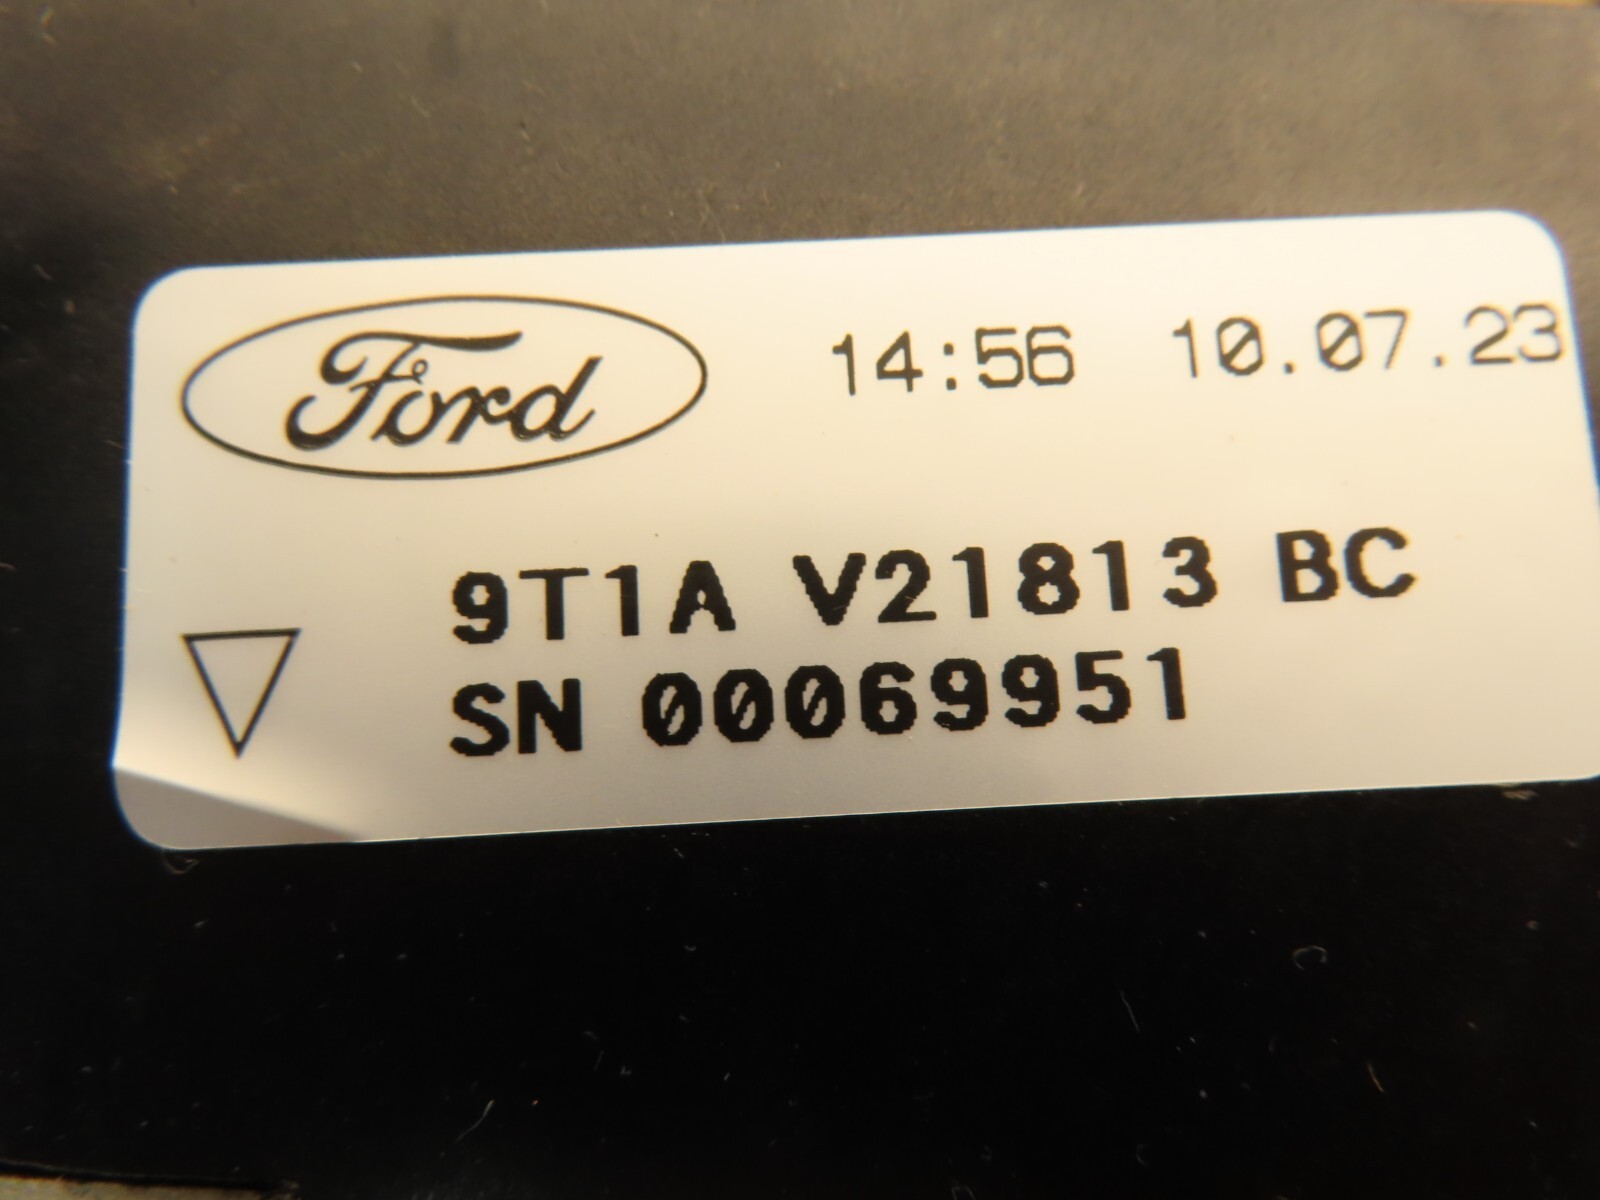 Ford 14:56 10.07.23
9T1A V21813 BC
SN 00069951